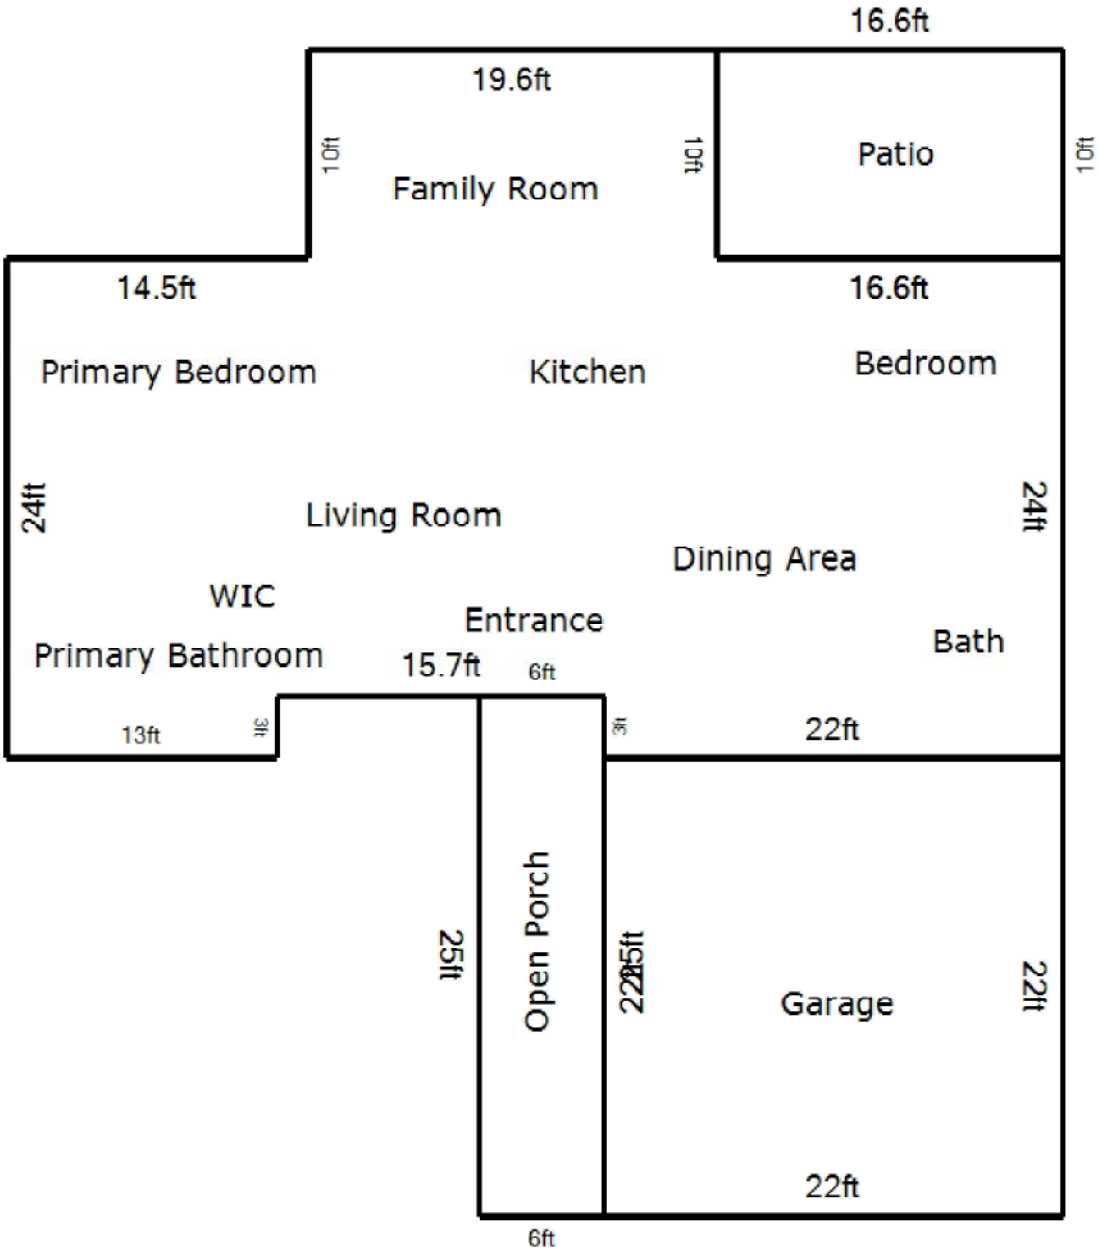 16.6ft
19.6ft
10ft
10ft
Patio
10ft
Family Room
14.5ft
16.6ft
Primary Bedroom
Kitchen
Bedroom
24ft
24ft
Living Room
Dining Area
WIC
Entrance
Primary Bathroom
15.7ft
6ft
Bath
13ft
3ft
3ft
22ft
25ft
Open Porch
25ft
22ft
Garage
22ft
22ft
6ft